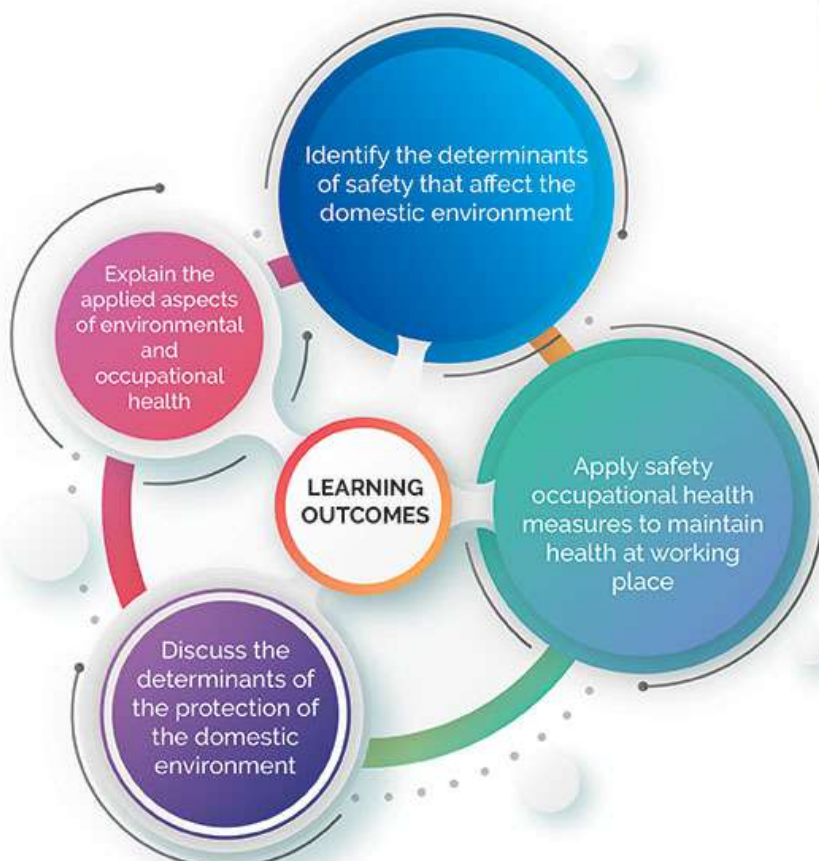 Identify the determinants
of safety that affect the
domestic environment
Explain the
applied aspects
of environmental
and
occupational
health
LEARNING
OUTCOMES
Apply safety
occupational health
measures to maintain
health at working
place
Discuss the
determinants of
the protection of
the domestic
environment